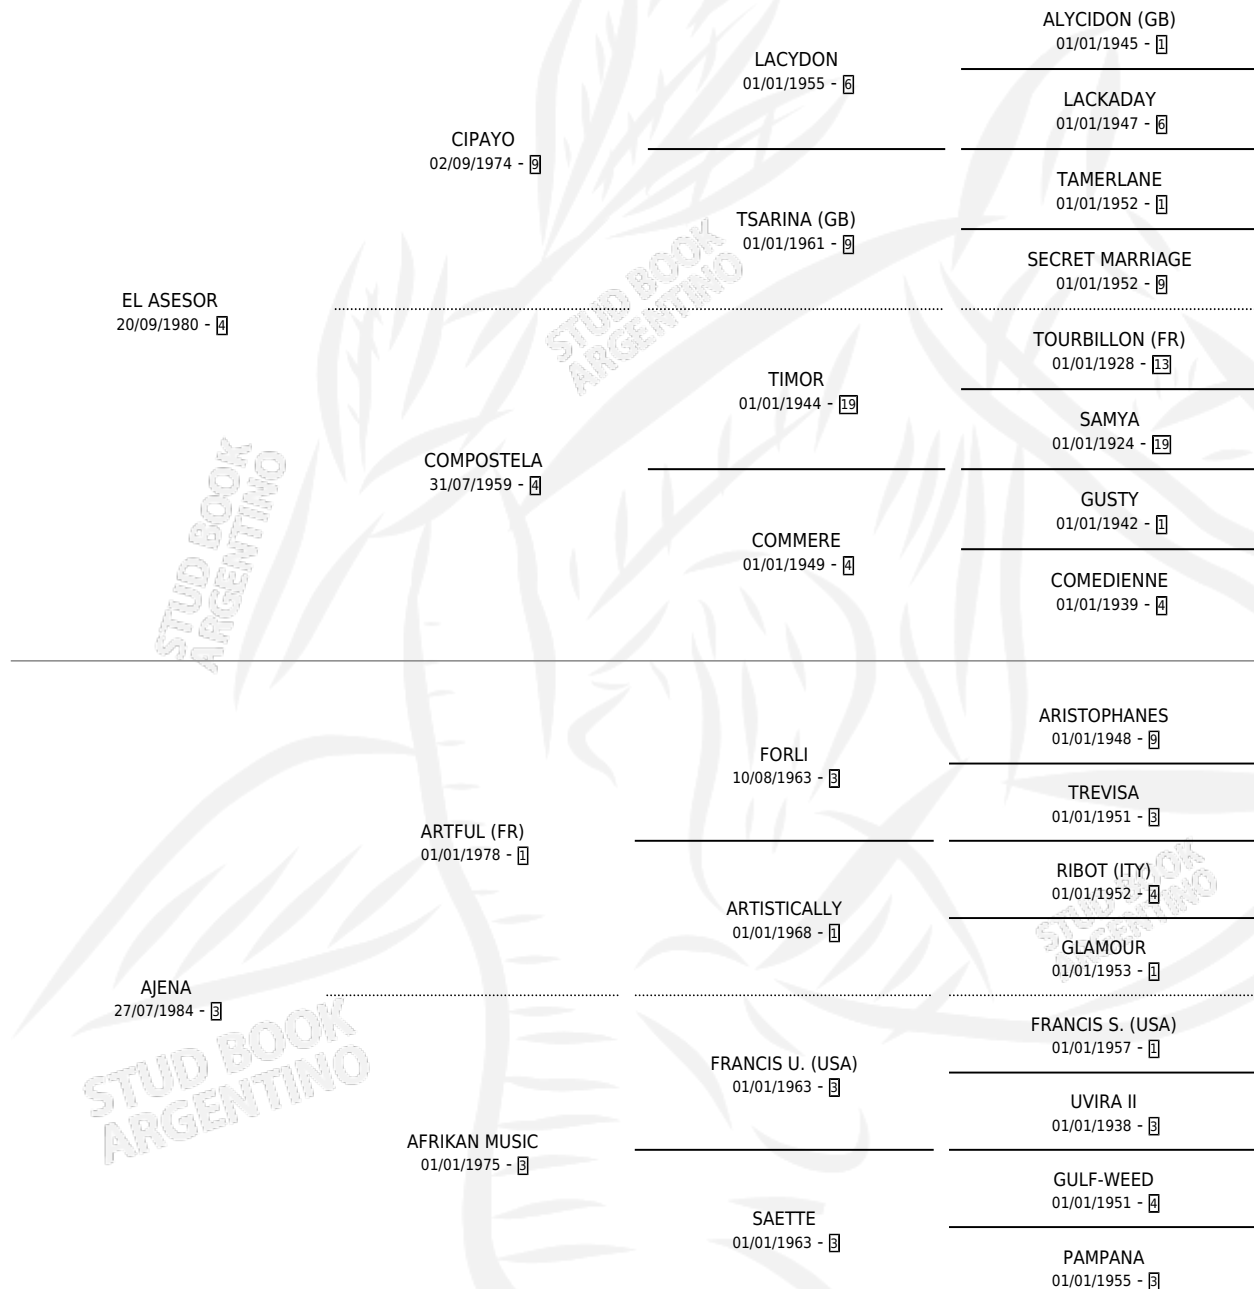 ALYCIDON (GB)
01/01/1945 - 1
LACYDON
01/01/1955 - 6
LACKADAY
01/01/1947 - 6
CIPAYO
02/09/1974 - 9
TAMERLANE
01/01/1952 - 1
TSARINA (GB)
01/01/1961 - 9
SECRET MARRIAGE
01/01/1952 - 9
STUD BOOK
ARGENTINO
EL ASESOR
20/09/1980 - 4
TOURBILLON (FR)
01/01/1928 - 13
TIMOR
01/01/1944 - 19
SAMYA
01/01/1924 - 19
COMPOSTELA
31/07/1959 - 4
GUSTY
01/01/1942 - 1
COMMERE
01/01/1949 - 4
COMEDIENNE
01/01/1939 - 4
STUD BOOK
ARGENTINO
ARISTOPHANES
01/01/1948 - 9
FORLI
10/08/1963 - 3
TREVISA
01/01/1951 - 3
ARTFUL (FR)
01/01/1978 - 1
RIBOT (ITY)
01/01/1952 - 4
ARTISTICALLY
01/01/1968 - 1
GLAMOUR
01/01/1953 - 1
STUD BOOK
ARGENTINO
AJENA
27/07/1984 - 3
FRANCIS S. (USA)
01/01/1957 - 1
FRANCIS U. (USA)
01/01/1963 - 3
UVIRA II
01/01/1938 - 3
STUD BOOK
ARGENTINO
AFRIKAN MUSIC
01/01/1975 - 3
GULF-WEED
01/01/1951 - 4
SAETTE
01/01/1963 - 3
PAMPANA
01/01/1955 - 3